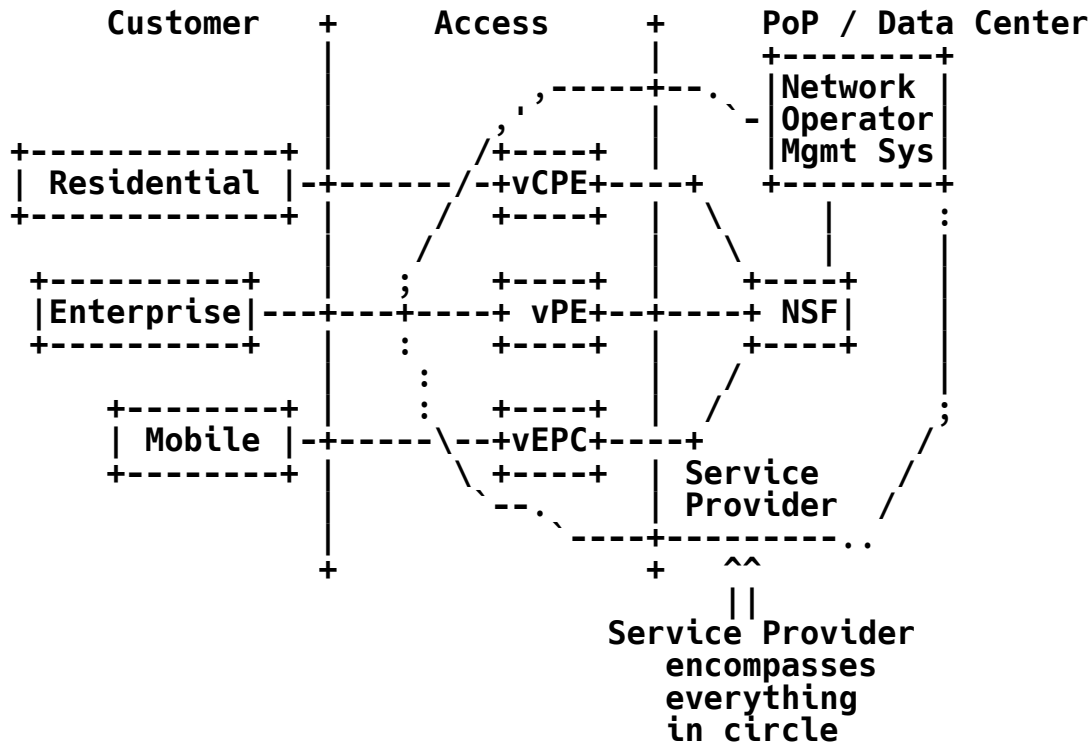 Customer + Access + PoP / Data Center
Network
Operator
Mgmt Sys
Residential
vCPE
Enterprise
vPE
NSF
Mobile
vEPC
Service
Provider
^^
||
Service Provider
encompasses
everything
in circle